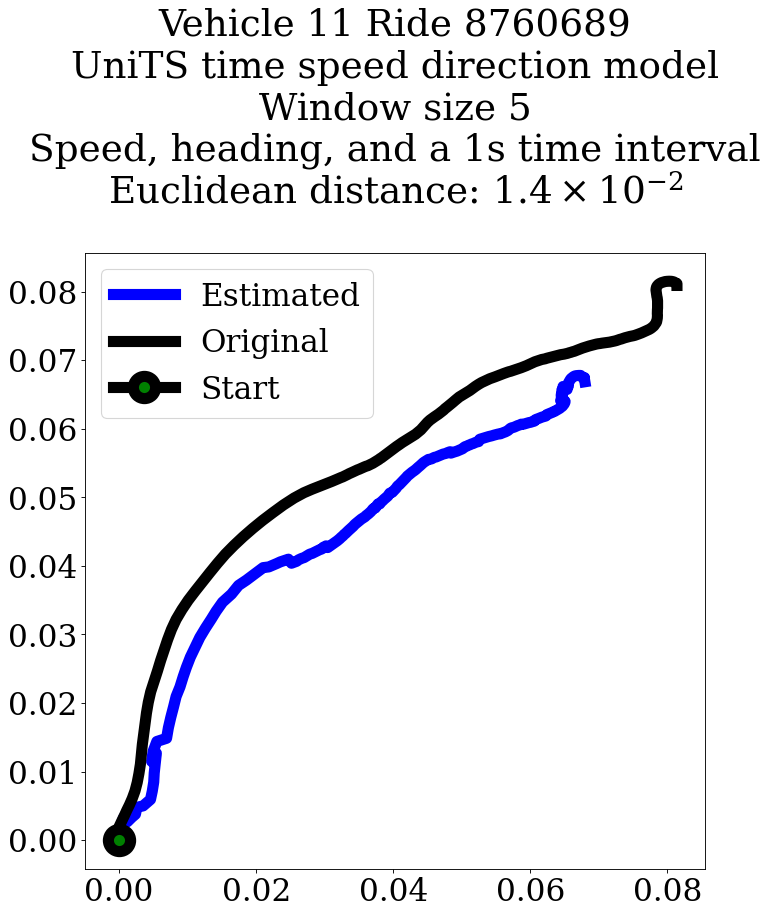 Vehicle 11 Ride 8760689
UniTS time speed direction model
Window size 5
Speed, heading, and a 1s time interval
Euclidean distance: 1.4 × 10⁻²
Estimated
Original
Start
0.08
0.07
0.06
0.05
0.04
0.03
0.02
0.01
0.00
0.00 0.02 0.04 0.06 0.08